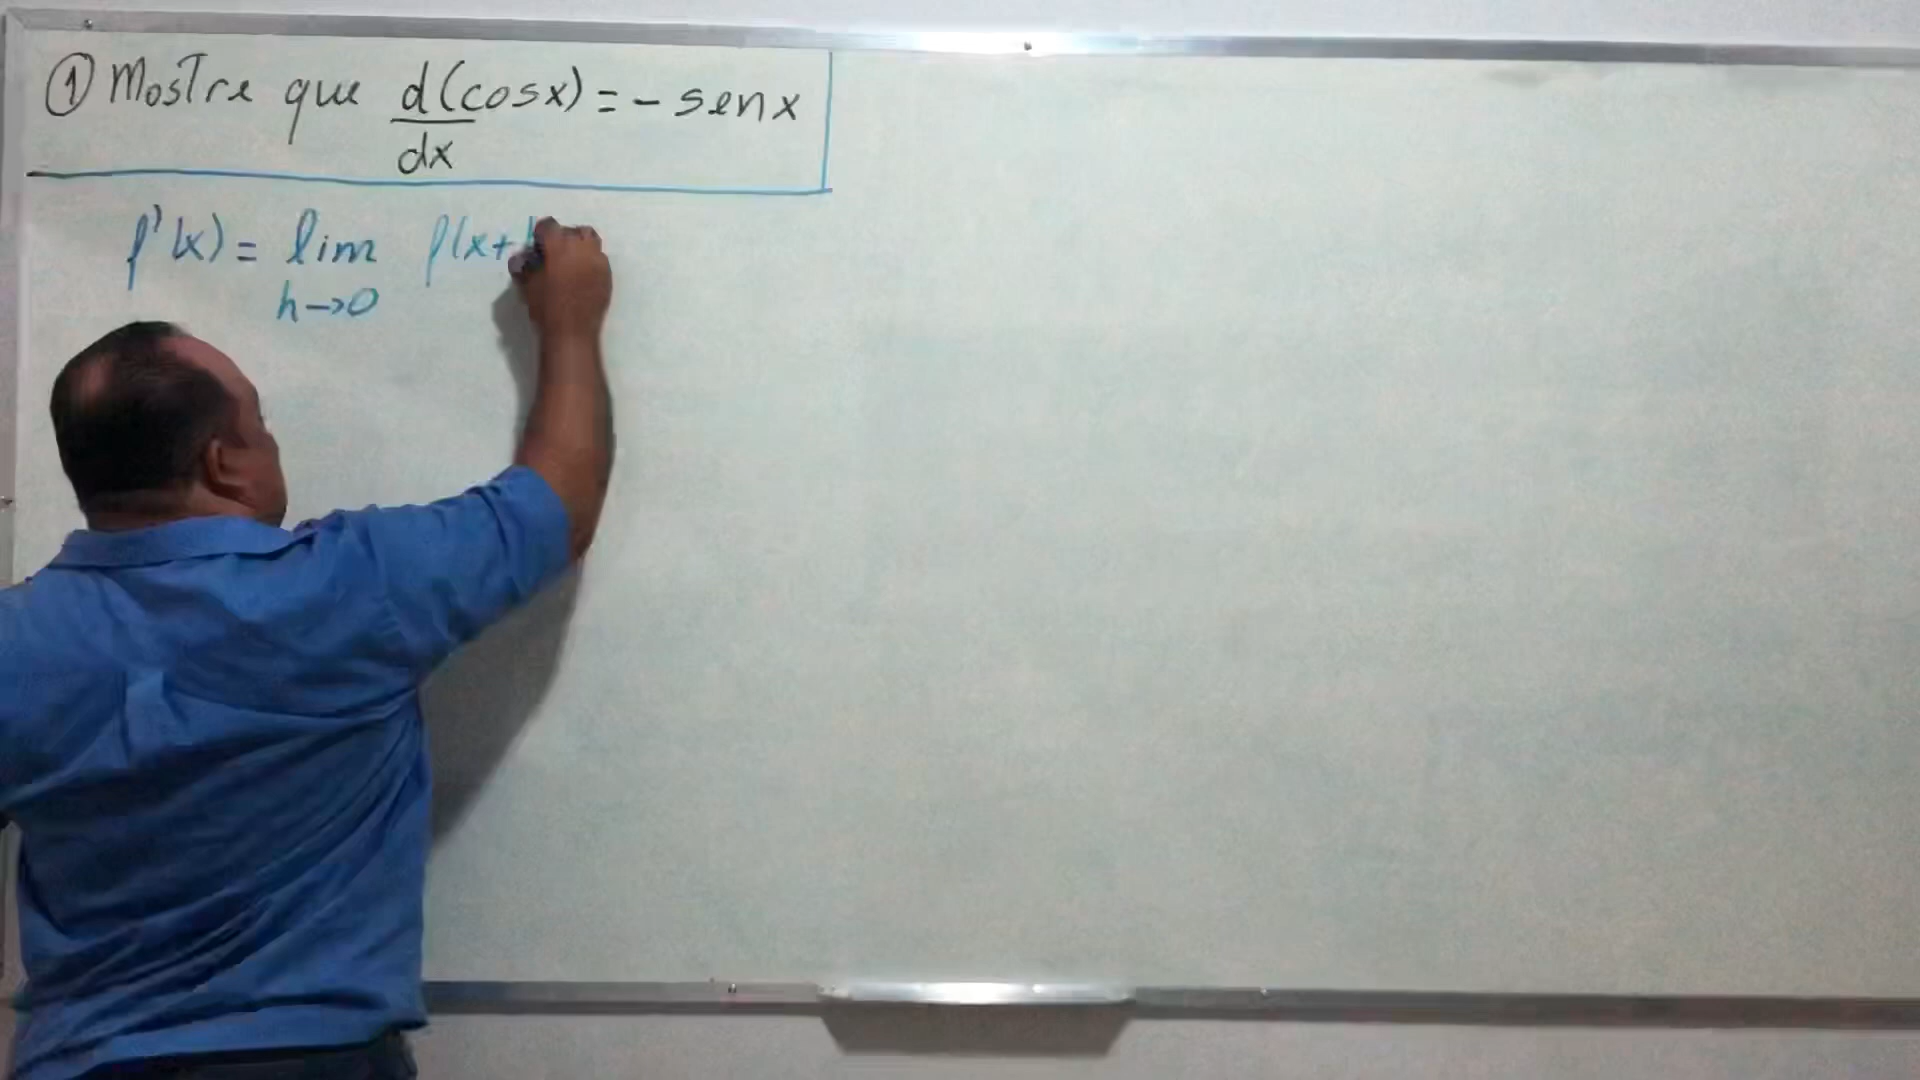 ① Mostre que d(cosx) = - senx
dx
f'(x) = lim f(x+h
h→0